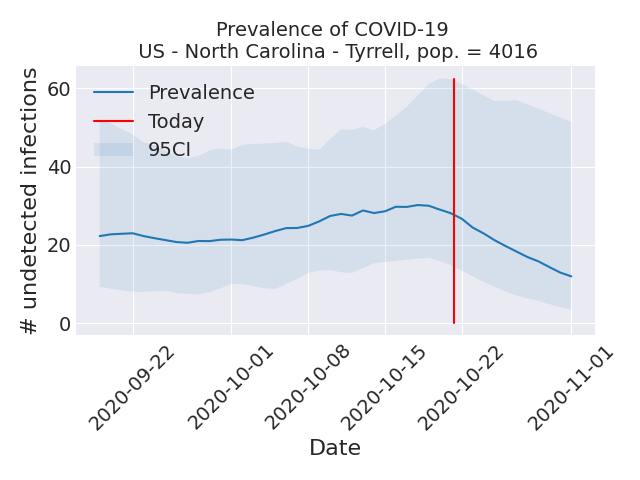 Prevalence of COVID-19
US - North Carolina - Tyrrell, pop. = 4016
# undetected infections
60
40
20
0
Prevalence
Today
95CI
2020-09-22
2020-10-01
2020-10-08
2020-10-15
2020-10-22
2020-11-01
Date